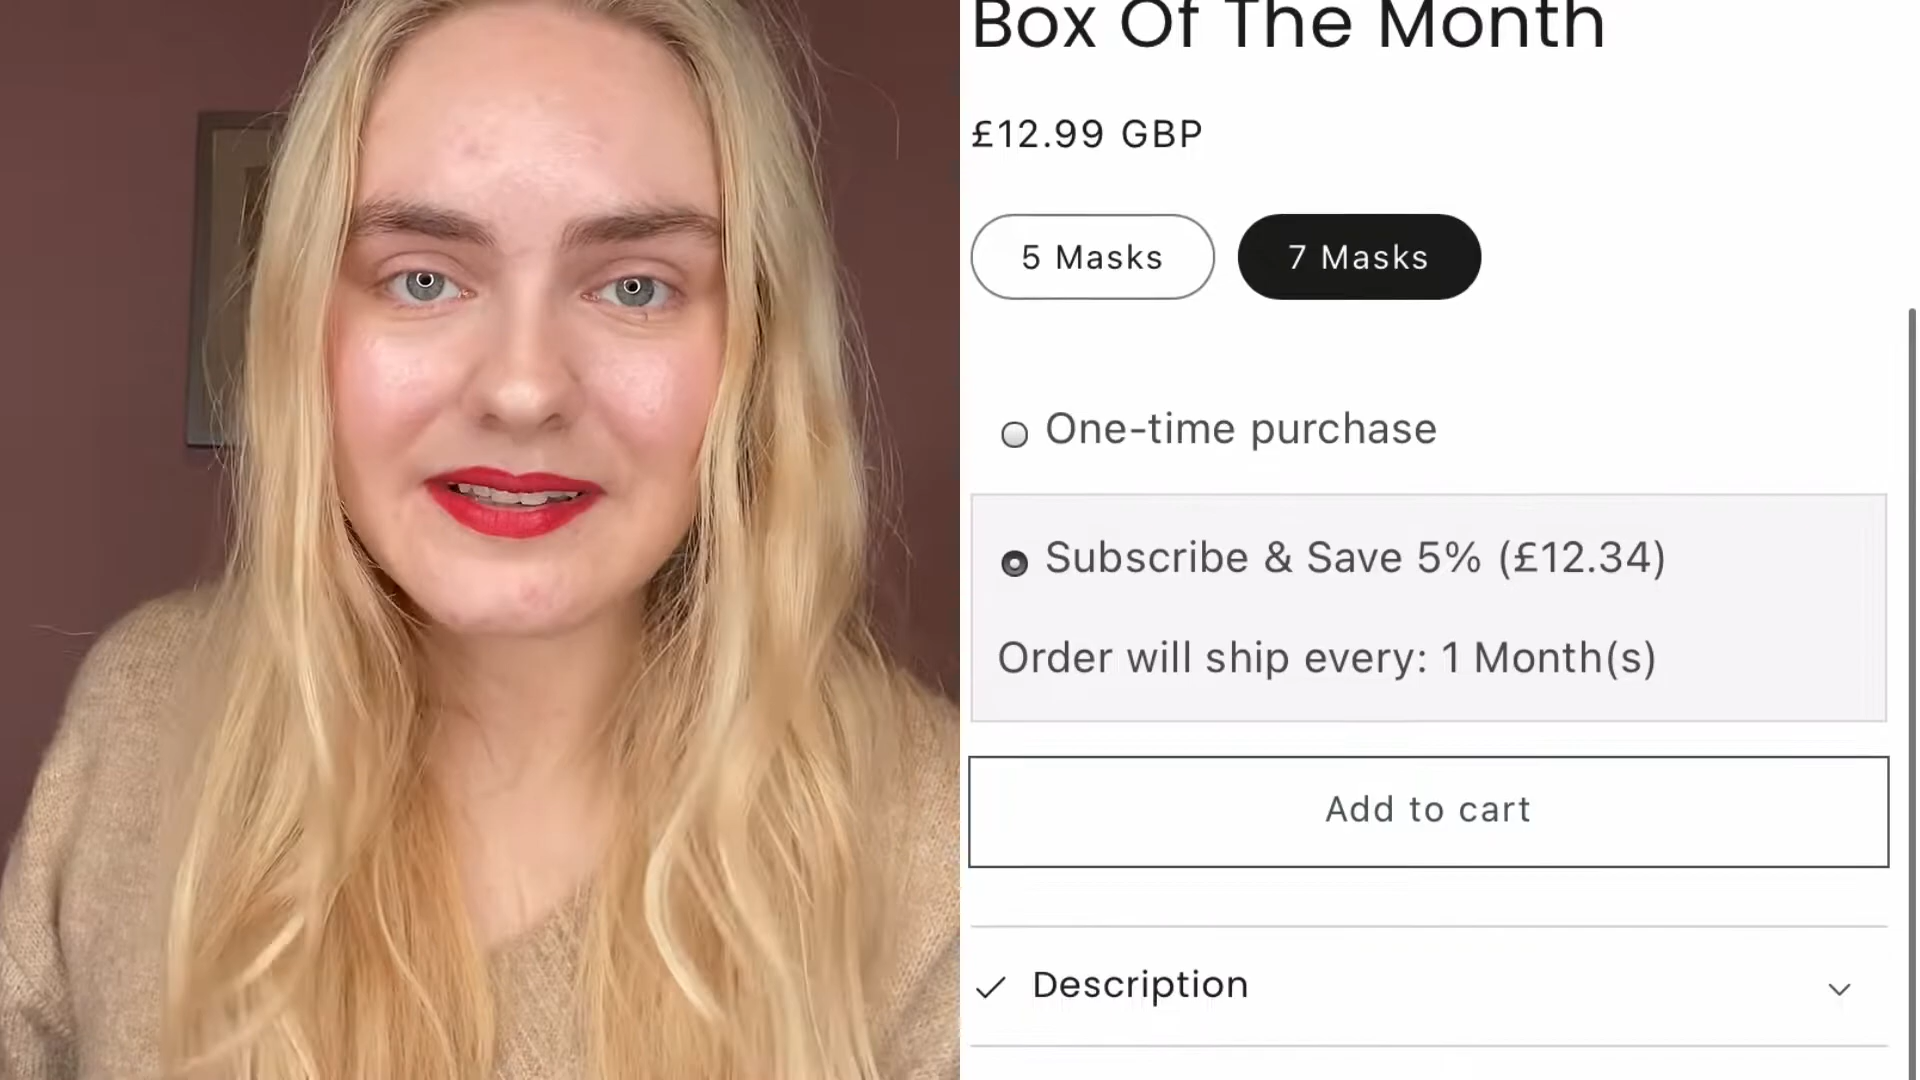 Box Of The Month
£12.99 GBP
5 Masks
7 Masks
One-time purchase
Subscribe & Save 5% (£12.34)
Order will ship every: 1 Month(s)
Add to cart
Description